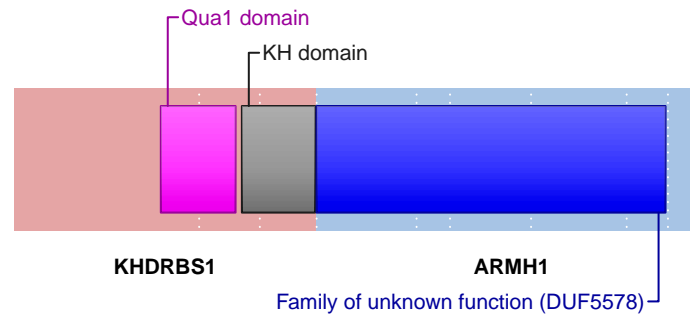 Qua1 domain
KH domain
KHDRBS1
ARMH1
Family of unknown function (DUF5578)